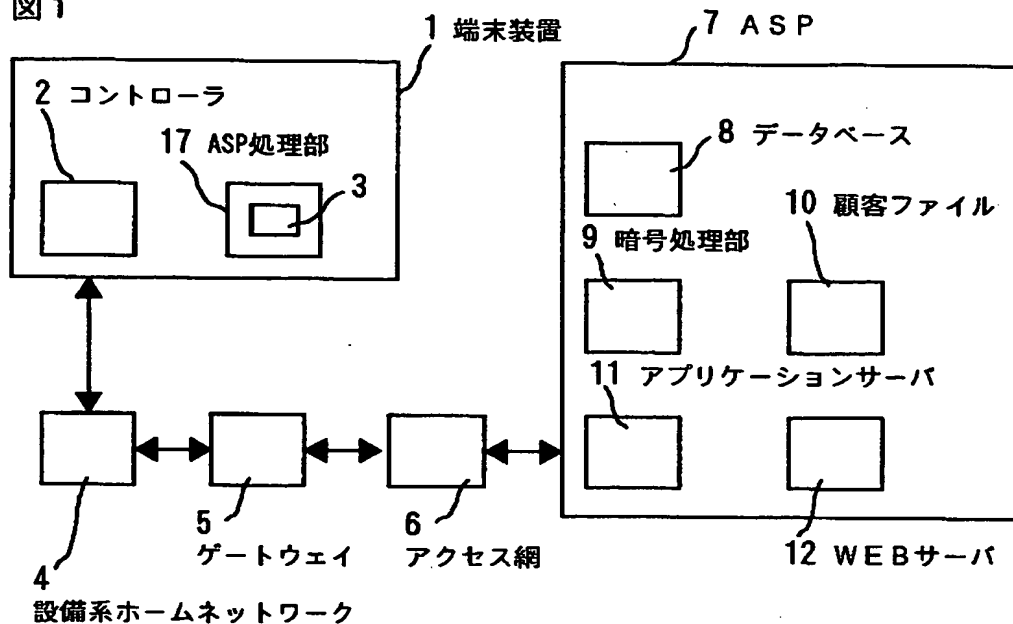 図1
1 端末装置
2 コントローラ
17 ASP処理部
3
7 ASP
8 データベース
10 顧客ファイル
9 暗号処理部
11 アプリケーションサーバ
12 WEBサーバ
4
設備系ホームネットワーク
5
ゲートウェイ
6
アクセス網